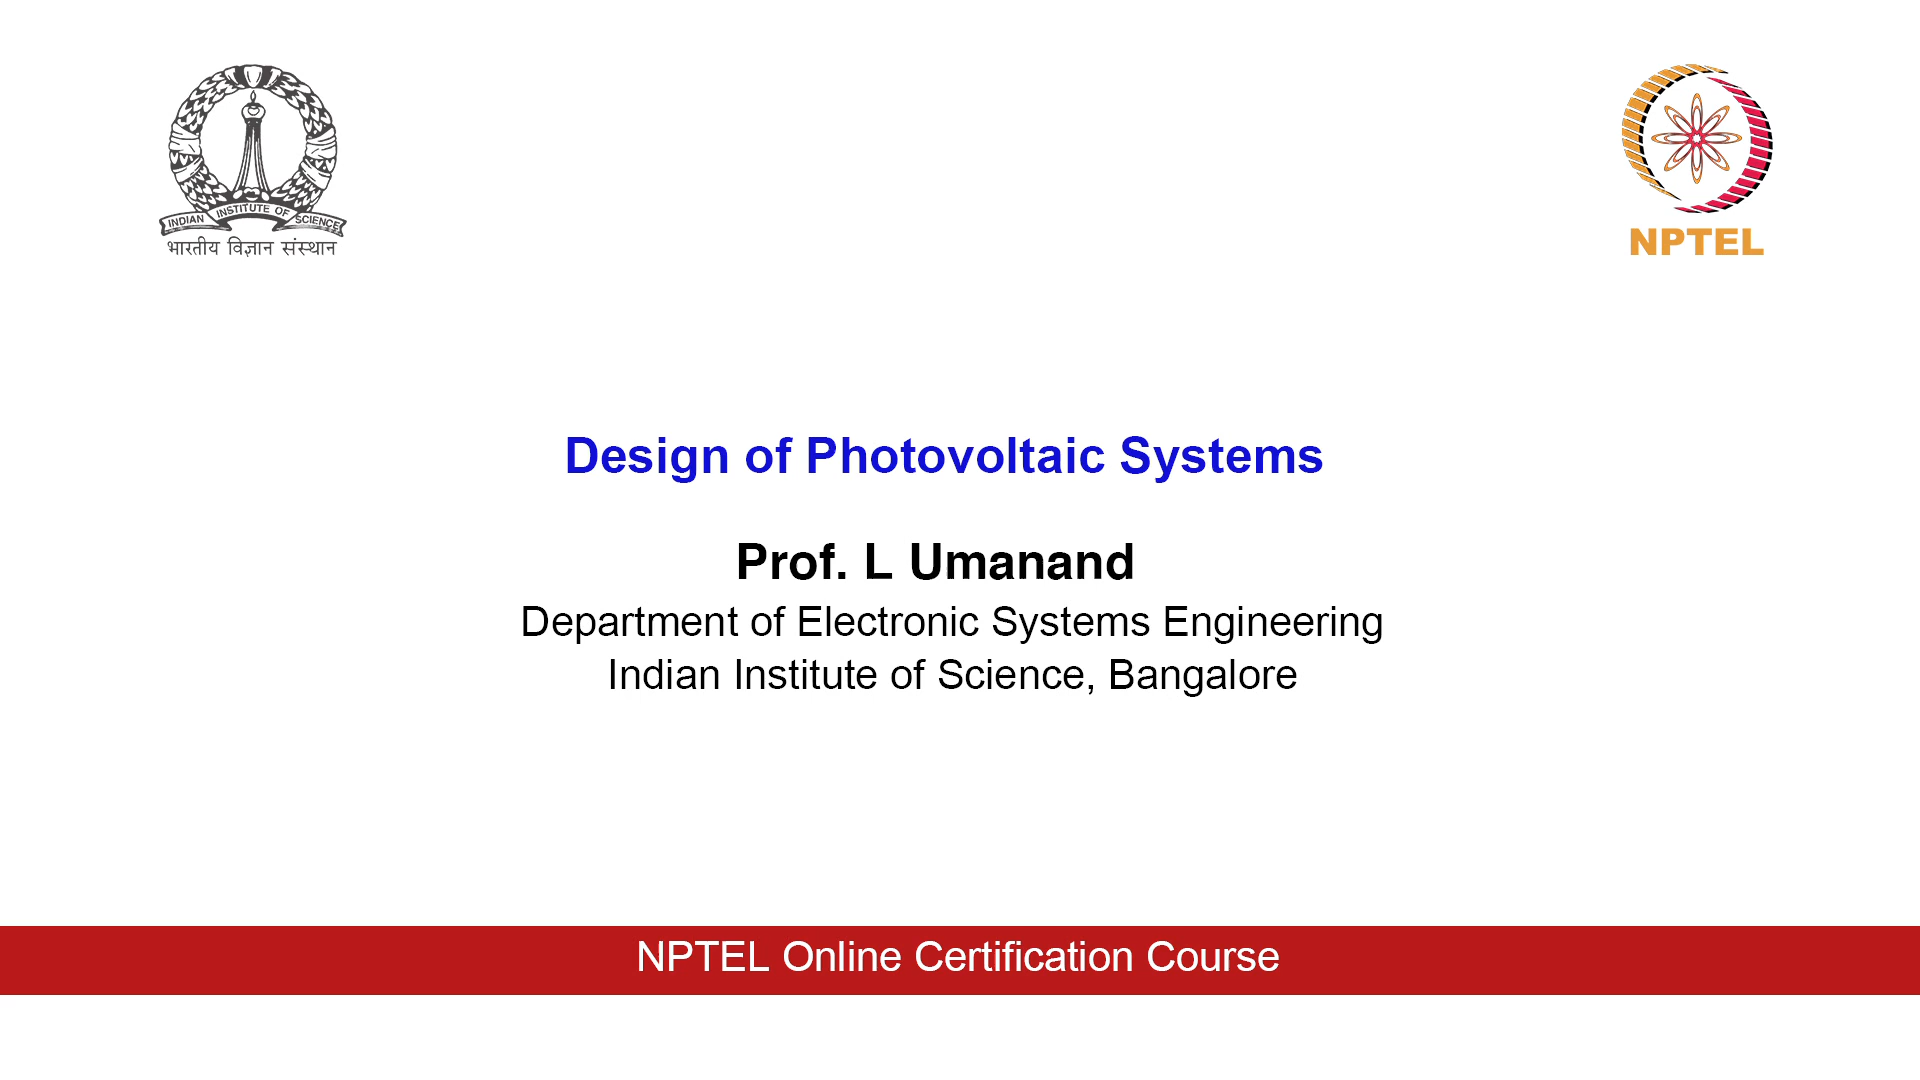 INDIAN INSTITUTE OF SCIENCE
भारतीय विज्ञान संस्थान
NPTEL
Design of Photovoltaic Systems
Prof. L Umanand
Department of Electronic Systems Engineering
Indian Institute of Science, Bangalore
NPTEL Online Certification Course